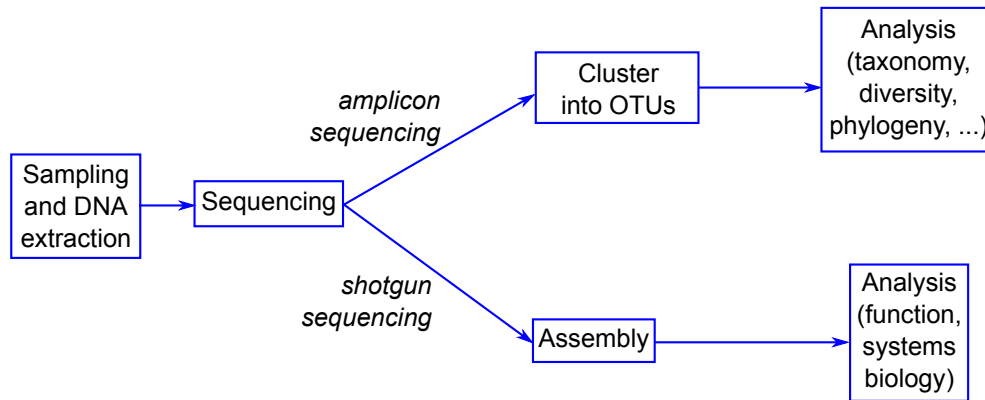 Sampling
and DNA
extraction
Sequencing
amplicon
sequencing
Cluster
into OTUs
Analysis
(taxonomy,
diversity,
phylogeny, ...)
shotgun
sequencing
Assembly
Analysis
(function,
systems
biology)